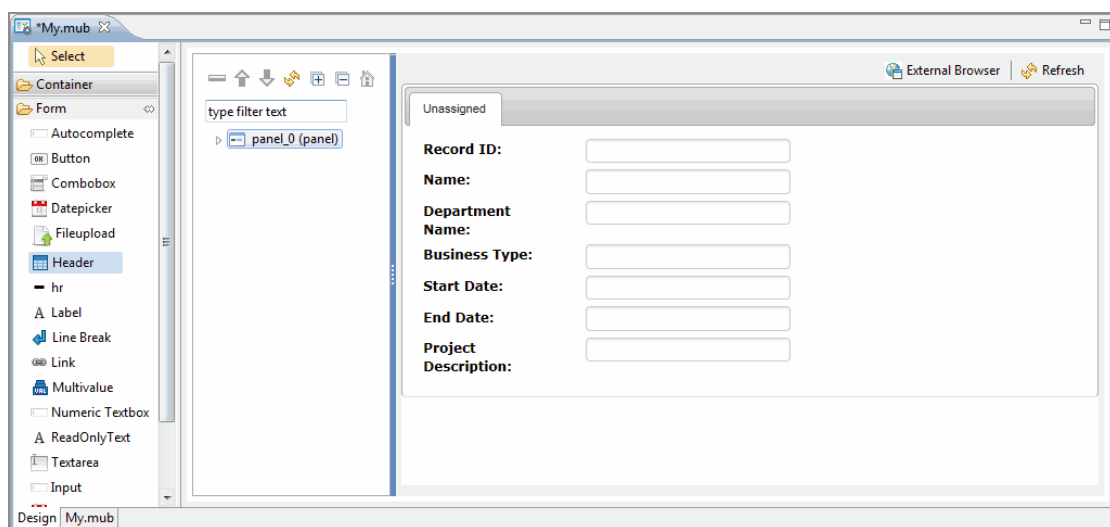 *My.mub
Select
Container
Form
Autocomplete
OK Button
Combobox
Datepicker
Fileupload
Header
hr
A Label
Line Break
Link
URL Multivalue
Numeric Textbox
A ReadOnlyText
Textarea
Input
Design My.mub
type filter text
panel_0 (panel)
External Browser Refresh
Unassigned
Record ID:
Name:
Department
Name:
Business Type:
Start Date:
End Date:
Project
Description: